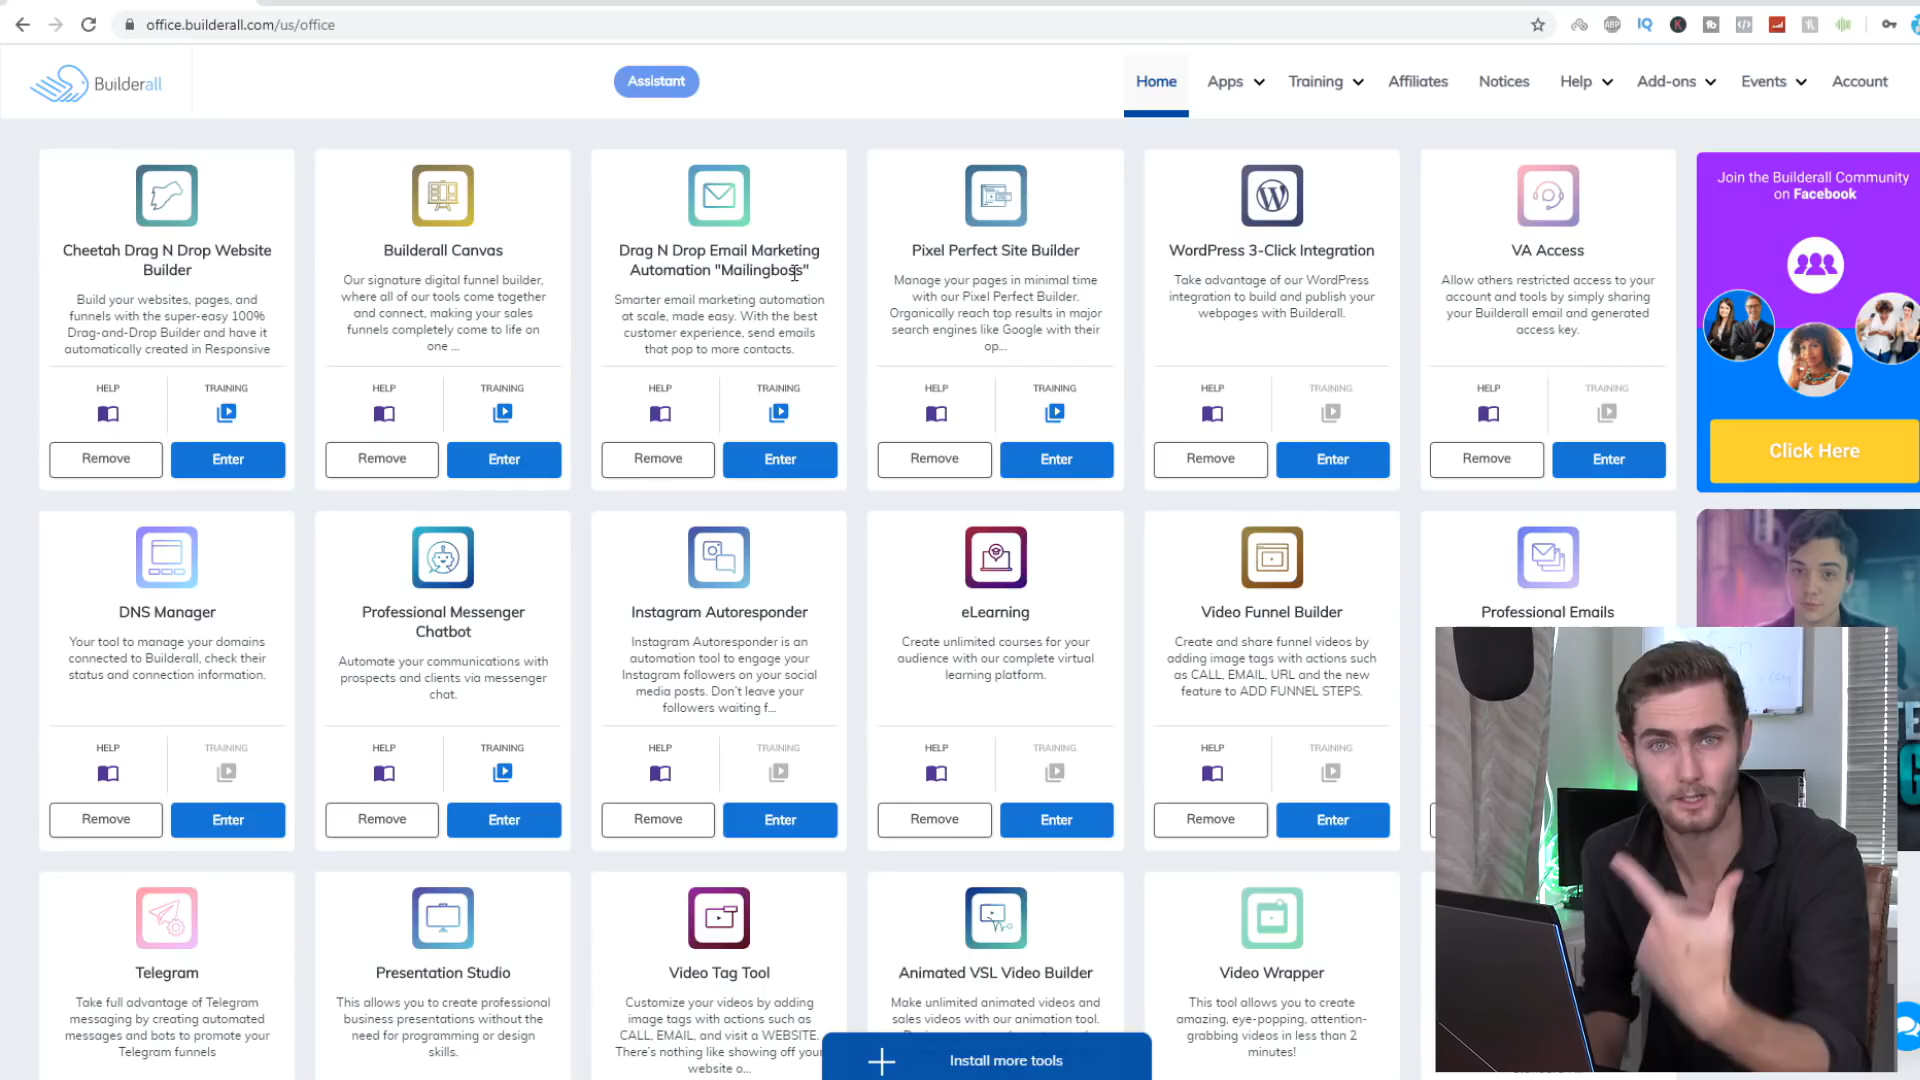 office.builderall.com/us/office
Builderall
Assistant
Home
Apps
Training
Affiliates
Notices
Help
Add-ons
Events
Account
Cheetah Drag N Drop Website
Builder
Build your websites, pages, and
funnels with the super-easy 100%
Drag-and-Drop Builder and have it
automatically created in Responsive
HELP
TRAINING
Remove
Enter
Builderall Canvas
Our signature digital funnel builder,
where all of our tools come together
and connect, making your sales
funnels completely come to life on
one ...
HELP
TRAINING
Remove
Enter
Drag N Drop Email Marketing
Automation "Mailingboss"
Smarter email marketing automation
at scale, made easy. With the best
customer experience, send emails
that pop to more contacts.
HELP
TRAINING
Remove
Enter
Pixel Perfect Site Builder
Manage your pages in minimal time
with our Pixel Perfect Builder.
Organically reach top results in major
search engines like Google with their
op...
HELP
TRAINING
Remove
Enter
WordPress 3-Click Integration
Take advantage of our WordPress
integration to build and publish your
webpages with Builderall.
HELP
TRAINING
Remove
Enter
VA Access
Allow others restricted access to your
account and tools by simply sharing
your Builderall email and generated
access key.
HELP
TRAINING
Remove
Enter
Join the Builderall Community
on Facebook
Click Here
DNS Manager
Your tool to manage your domains
connected to Builderall, check their
status and connection information.
HELP
TRAINING
Remove
Enter
Professional Messenger
Chatbot
Automate your communications with
prospects and clients via messenger
chat.
HELP
TRAINING
Remove
Enter
Instagram Autoresponder
Instagram Autoresponder is an
automation tool to engage your
Instagram followers on your social
media posts. Don't leave your
followers waiting f...
HELP
TRAINING
Remove
Enter
eLearning
Create unlimited courses for your
audience with our complete virtual
learning platform.
HELP
TRAINING
Remove
Enter
Video Funnel Builder
Create and share funnel videos by
adding image tags with actions such
as CALL, EMAIL, URL and the new
feature to ADD FUNNEL STEPS.
HELP
TRAINING
Remove
Enter
Professional Emails
Telegram
Take full advantage of Telegram
messaging by creating automated
messages and bots to promote your
Telegram funnels
Presentation Studio
This allows you to create professional
business presentations without the
need for programming or design
skills.
Video Tag Tool
Customize your videos by adding
image tags with actions such as
CALL, EMAIL, and visit a WEBSITE.
There's nothing like showing off your
website o...
Animated VSL Video Builder
Make unlimited animated videos and
sales videos with our animation tool.
Video Wrapper
This tool allows you to create
amazing, eye-popping, attention-
grabbing videos in less than 2
minutes!
Install more tools